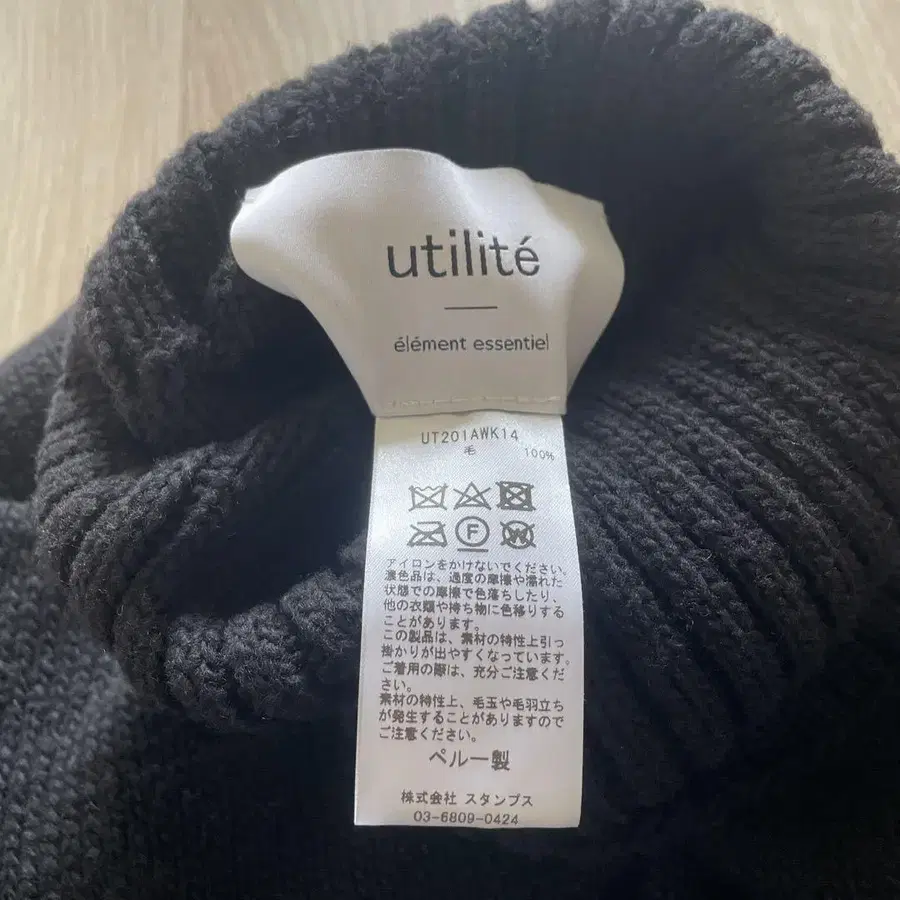 utilité
élément essentiel
UT201AWK14
毛 100%
F W
アイロンをかけないでください。
濃色品は、過度の摩擦や濡れた
状態での摩擦で色落ちしたり、
他の衣類や持ち物に色移りする
ことがあります。
この製品は、素材の特性上引っ
掛かりが出やすくなっています。
ご着用の際は、充分ご注意くだ
さい。
素材の特性上、毛玉や毛羽立ち
が発生することがありますので
ご注意ください。
ペルー製
株式会社 スタンプス
03-6809-0424